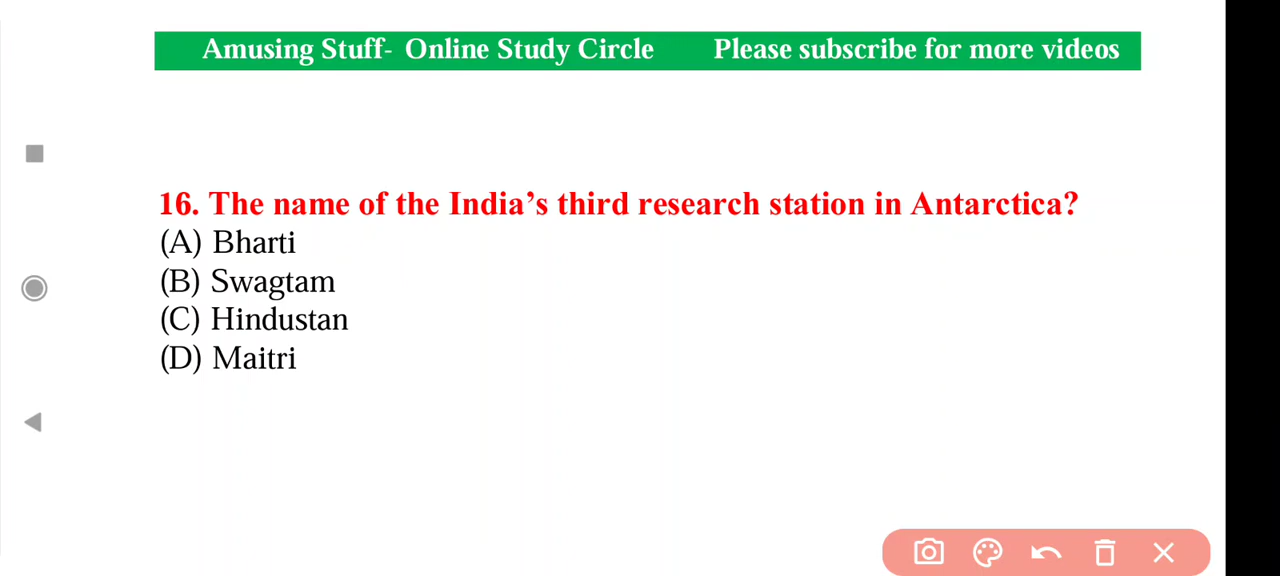 Amusing Stuff- Online Study Circle Please subscribe for more videos
16. The name of the India’s third research station in Antarctica?
(A) Bharti
(B) Swagtam
(C) Hindustan
(D) Maitri